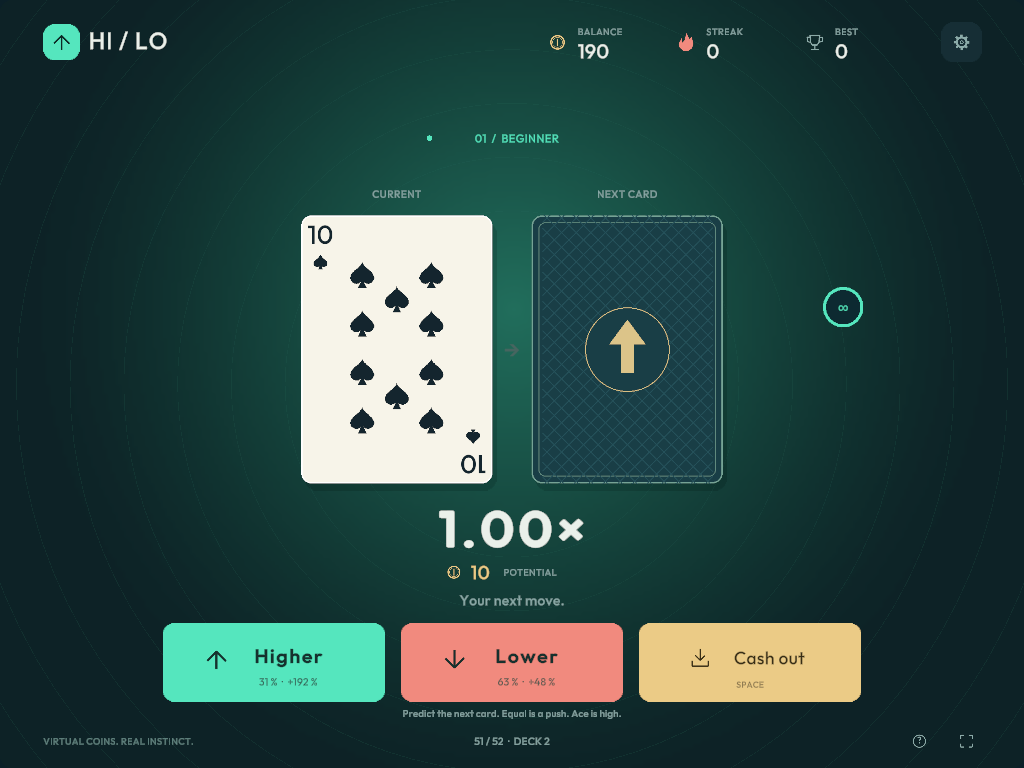 HI / LO
BALANCE
190
STREAK
0
BEST
0
01 / BEGINNER
CURRENT
NEXT CARD
10
10
∞
1.00×
10 POTENTIAL
Your next move.
Higher
31 % · +192 %
Lower
63 % · +48 %
Cash out
SPACE
Predict the next card. Equal is a push. Ace is high.
VIRTUAL COINS. REAL INSTINCT.
51 / 52 · DECK 2
?